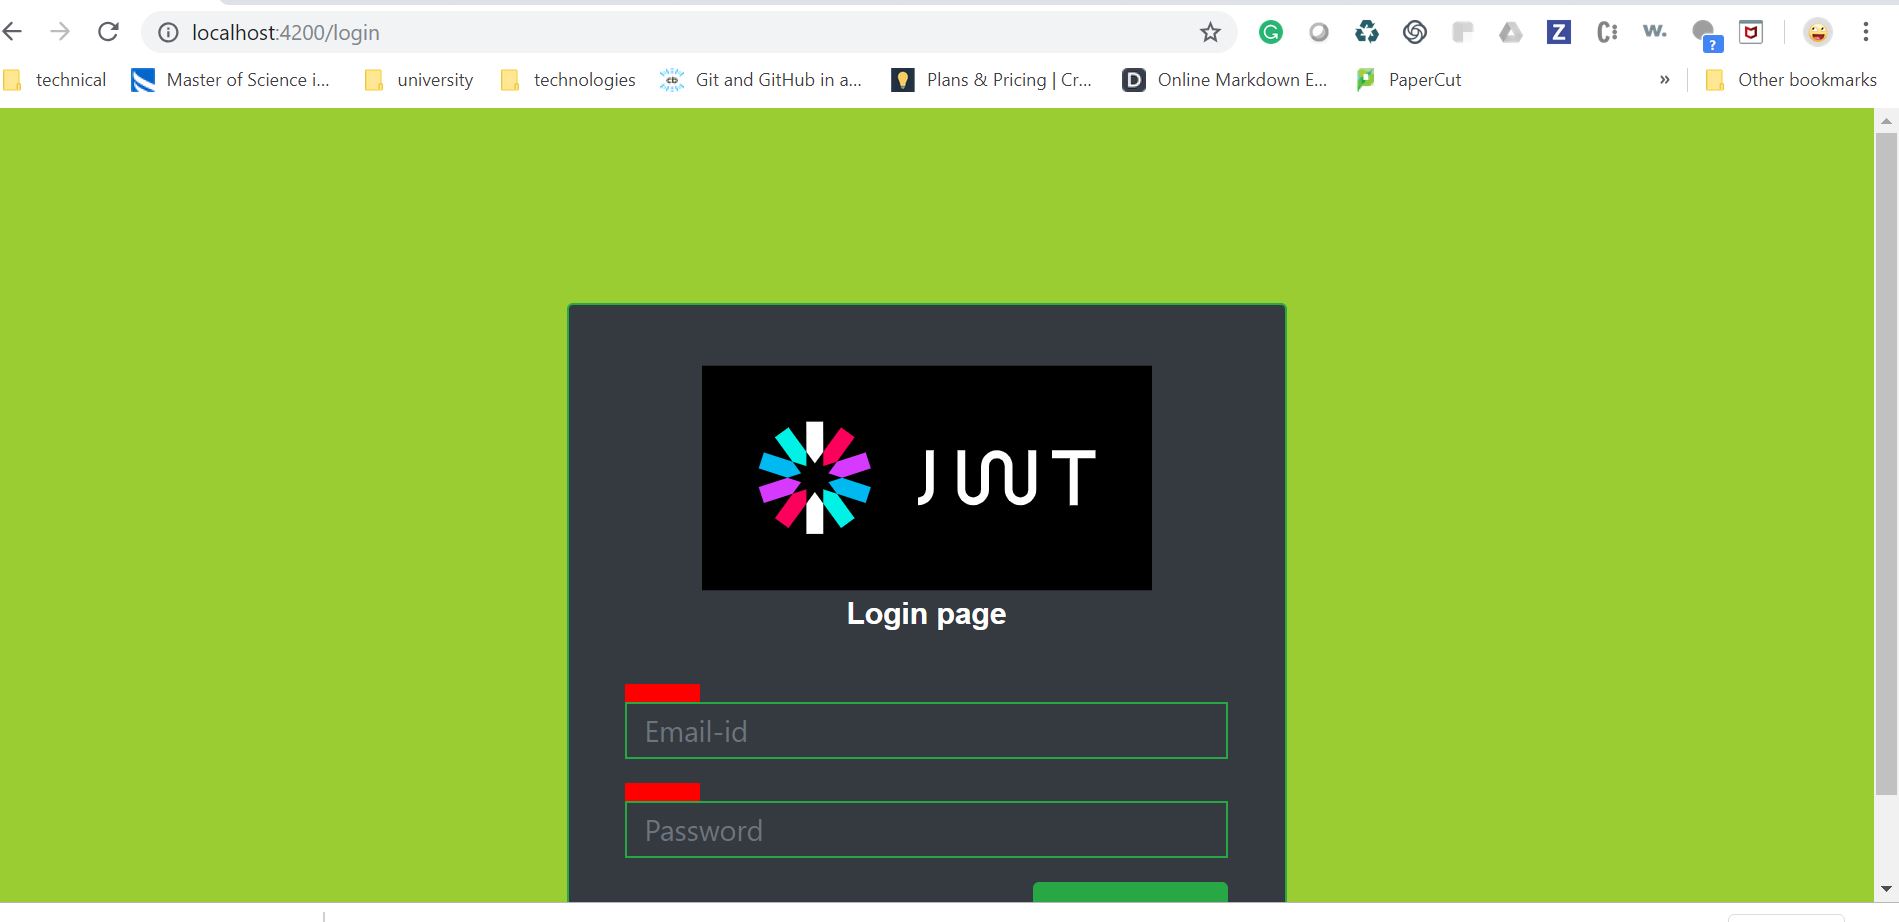 localhost:4200/login
technical Master of Science i... university technologies Git and GitHub in a... Plans & Pricing | Cr... Online Markdown E... PaperCut » Other bookmarks
JWT
Login page
Email-id
Password